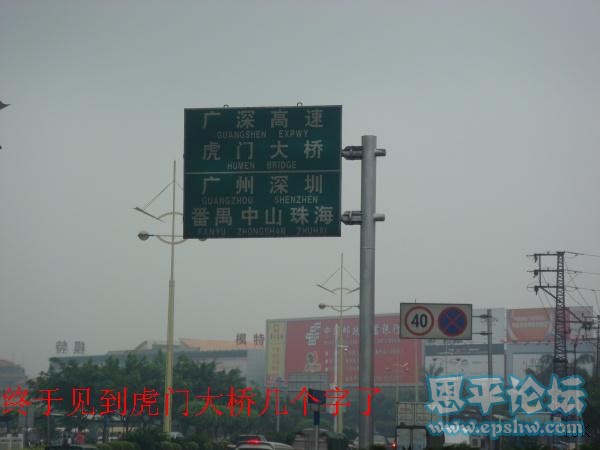 广深高速
GUANGSHEN EXPWY
虎门大桥
HUMEN BRIDGE
广州 深圳
GUANGZHOU SHENZHEN
番禺中山珠海
PANYU ZHONGSHAN ZHUHAI
40
终于见到虎门大桥几个字了
恩平论坛
www.epshw.com